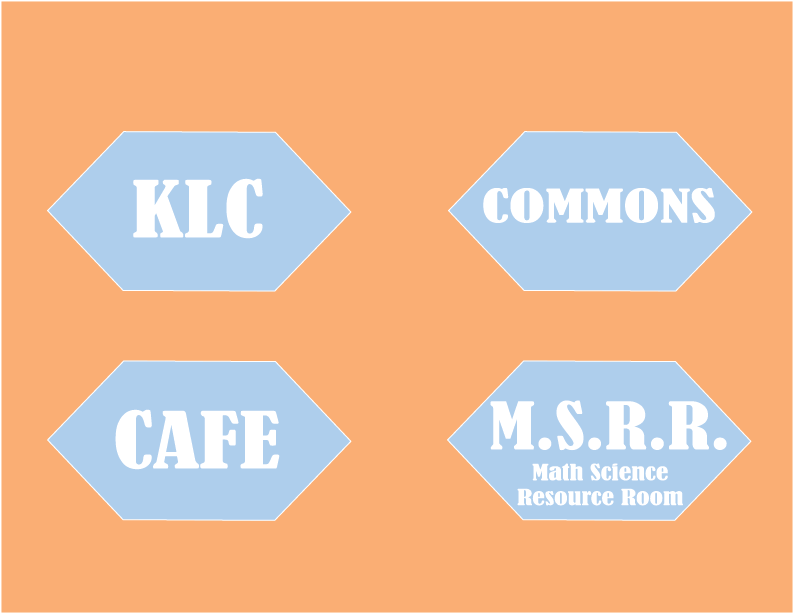 KLC
COMMONS
CAFE
M.S.R.R.
Math Science
Resource Room